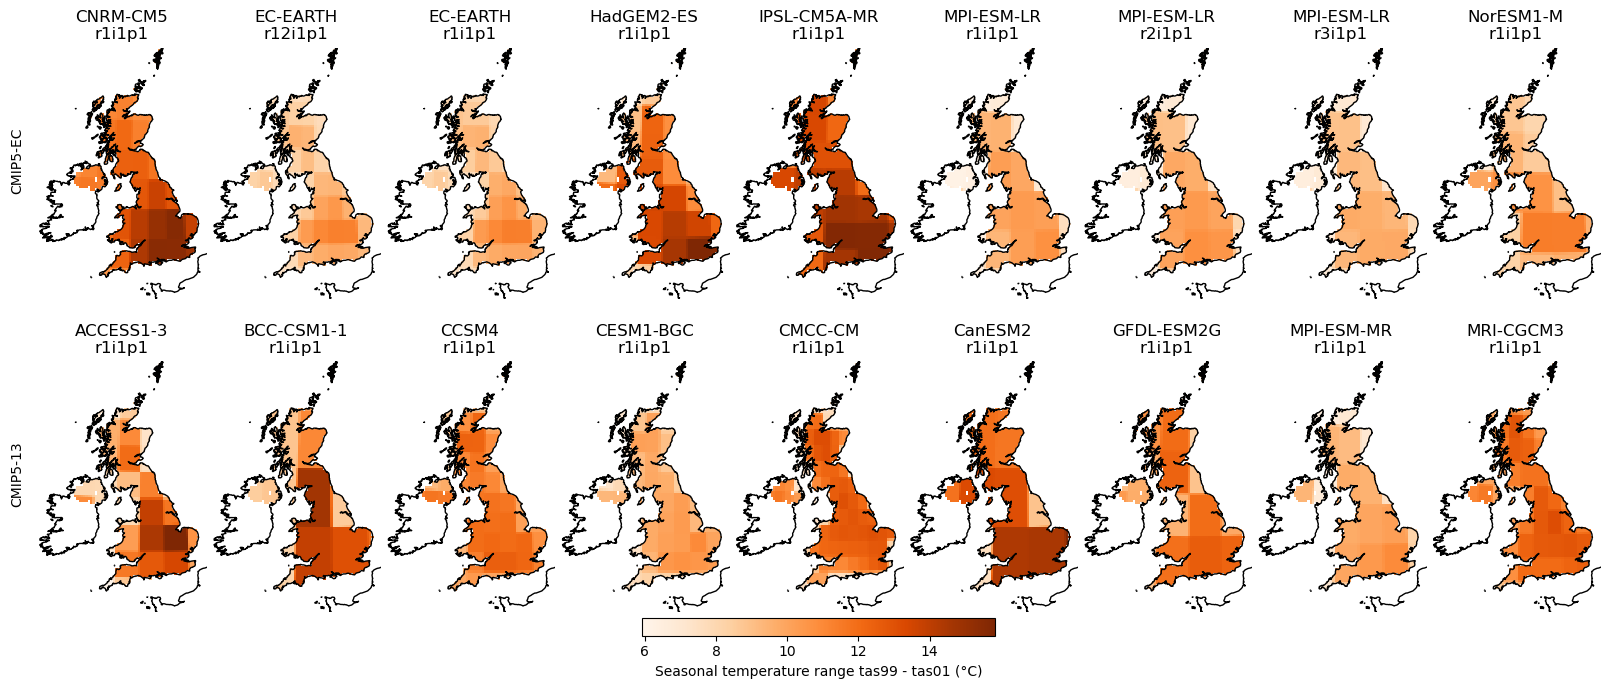 CNRM-CM5
r1i1p1
EC-EARTH
r12i1p1
EC-EARTH
r1i1p1
HadGEM2-ES
r1i1p1
IPSL-CM5A-MR
r1i1p1
MPI-ESM-LR
r1i1p1
MPI-ESM-LR
r2i1p1
MPI-ESM-LR
r3i1p1
NorESM1-M
r1i1p1
CMIP5-EC
ACCESS1-3
r1i1p1
BCC-CSM1-1
r1i1p1
CCSM4
r1i1p1
CESM1-BGC
r1i1p1
CMCC-CM
r1i1p1
CanESM2
r1i1p1
GFDL-ESM2G
r1i1p1
MPI-ESM-MR
r1i1p1
MRI-CGCM3
r1i1p1
CMIP5-13
6 8 10 12 14
Seasonal temperature range tas99 - tas01 (°C)